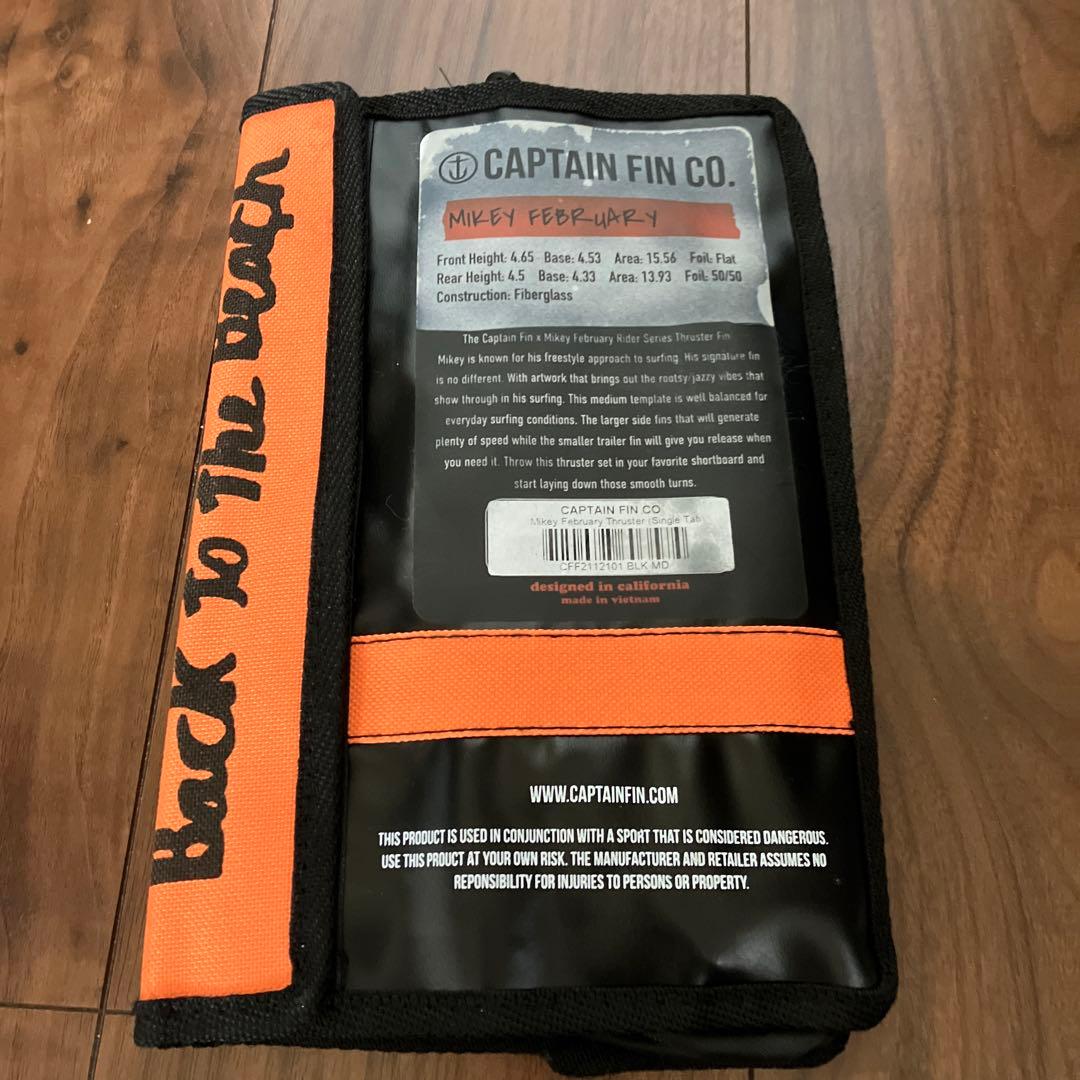 Back To The Beach
CAPTAIN FIN CO.
MIKEY FEBRUARY
Front Height: 4.65 Base: 4.53 Area: 15.56 Foil: Flat
Rear Height: 4.5 Base: 4.33 Area: 13.93 Foil: 50/50
Construction: Fiberglass
The Captain Fin x Mikey February Rider Series Thruster Fin
Mikey is known for his freestyle approach to surfing. His signature fin
is no different. With artwork that brings out the rootsy/jazzy vibes that
show through in his surfing. This medium template is well balanced for
everyday surfing conditions. The larger side fins that will generate
plenty of speed while the smaller trailer fin will give you release when
you need it. Throw this thruster set in your favorite shortboard and
start laying down those smooth turns.
CAPTAIN FIN CO
Mikey February Thruster (Single Tab
CFF2112101 BLK MD
designed in california
made in vietnam
WWW.CAPTAINFIN.COM
THIS PRODUCT IS USED IN CONJUNCTION WITH A SPORT THAT IS CONSIDERED DANGEROUS.
USE THIS PROUCT AT YOUR OWN RISK. THE MANUFACTURER AND RETAILER ASSUMES NO
REPONSIBILITY FOR INJURIES TO PERSONS OR PROPERTY.